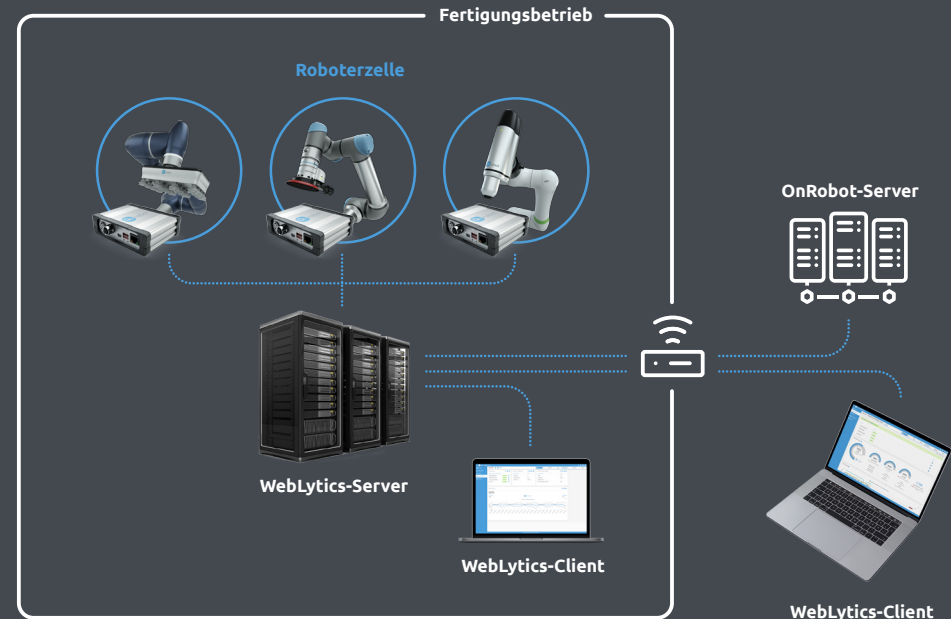 Fertigungsbetrieb
Roboterzelle
OnRobot-Server
WebLytics-Server
WebLytics-Client
WebLytics-Client